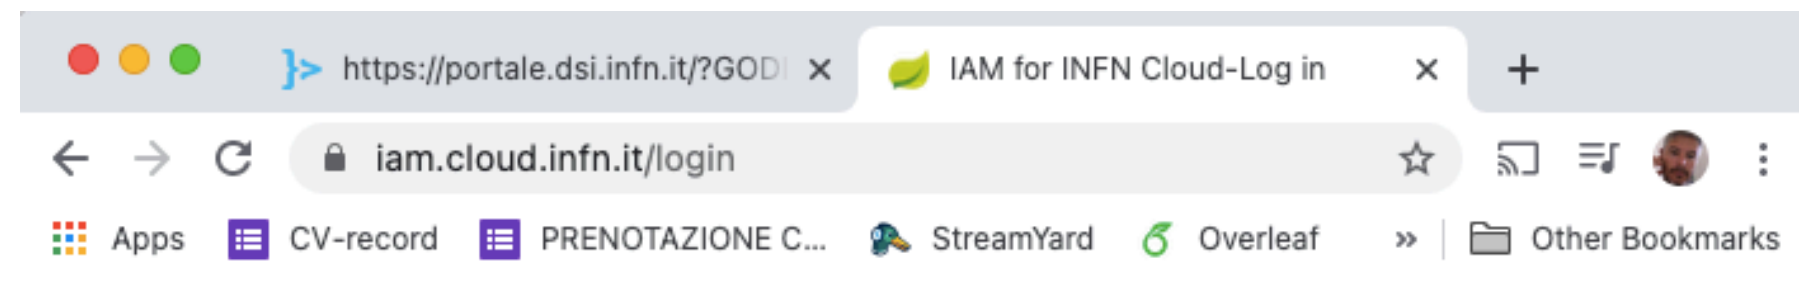 https://portale.dsi.infn.it/?GOD IAM for INFN Cloud-Log in
iam.cloud.infn.it/login
Apps CV-record PRENOTAZIONE C... StreamYard Overleaf » Other Bookmarks